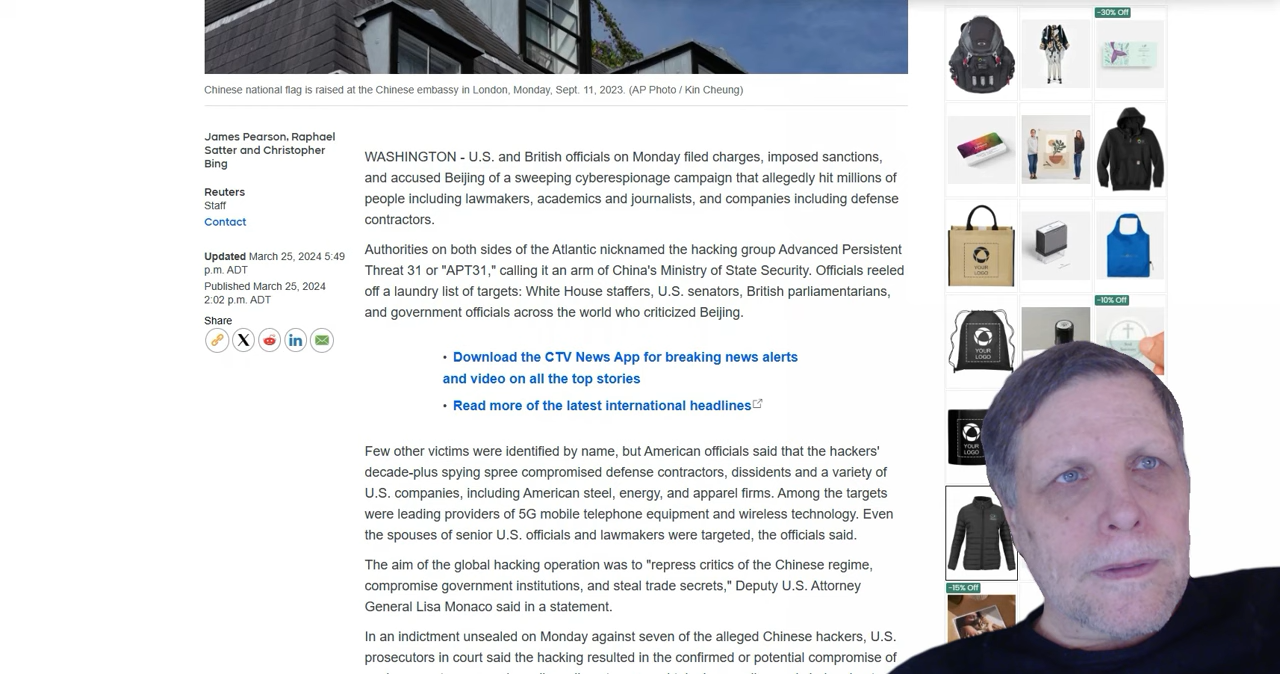 Chinese national flag is raised at the Chinese embassy in London, Monday, Sept. 11, 2023. (AP Photo / Kin Cheung)
James Pearson, Raphael
Satter and Christopher
Bing
Reuters
Staff
Contact
Updated March 25, 2024 5:49
p.m. ADT
Published March 25, 2024
2:02 p.m. ADT
Share
WASHINGTON - U.S. and British officials on Monday filed charges, imposed sanctions,
and accused Beijing of a sweeping cyberespionage campaign that allegedly hit millions of
people including lawmakers, academics and journalists, and companies including defense
contractors.
Authorities on both sides of the Atlantic nicknamed the hacking group Advanced Persistent
Threat 31 or "APT31," calling it an arm of China's Ministry of State Security. Officials reeled
off a laundry list of targets: White House staffers, U.S. senators, British parliamentarians,
and government officials across the world who criticized Beijing.
• Download the CTV News App for breaking news alerts
and video on all the top stories
• Read more of the latest international headlines
Few other victims were identified by name, but American officials said that the hackers'
decade-plus spying spree compromised defense contractors, dissidents and a variety of
U.S. companies, including American steel, energy, and apparel firms. Among the targets
were leading providers of 5G mobile telephone equipment and wireless technology. Even
the spouses of senior U.S. officials and lawmakers were targeted, the officials said.
The aim of the global hacking operation was to "repress critics of the Chinese regime,
compromise government institutions, and steal trade secrets," Deputy U.S. Attorney
General Lisa Monaco said in a statement.
In an indictment unsealed on Monday against seven of the alleged Chinese hackers, U.S.
prosecutors in court said the hacking resulted in the confirmed or potential compromise of
-30% Off
YOUR
LOGO
-10% Off
YOUR
LOGO
YOUR
LOGO
-15% Off